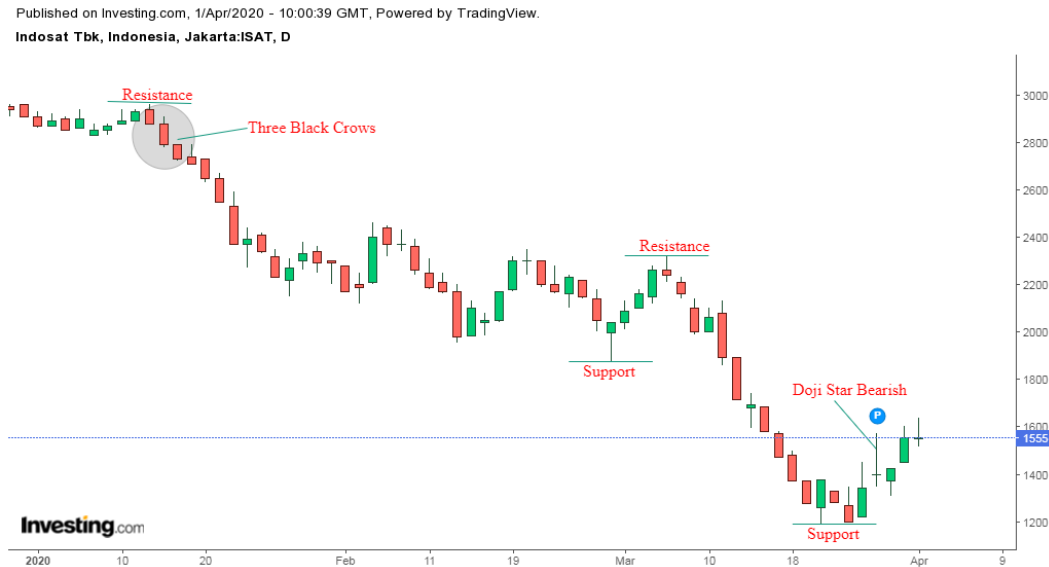 Published on Investing.com, 1/Apr/2020 - 10:00:39 GMT, Powered by TradingView.
Indosat Tbk, Indonesia, Jakarta:ISAT, D
Resistance
3000
Three Black Crows
2800
2600
2400
Resistance
2200
2000
Support
1800
Doji Star Bearish
P
1600
1555
1400
1200
Investing.com
Support
2020 10 20 Feb 11 19 Mar 10 18 Apr 9